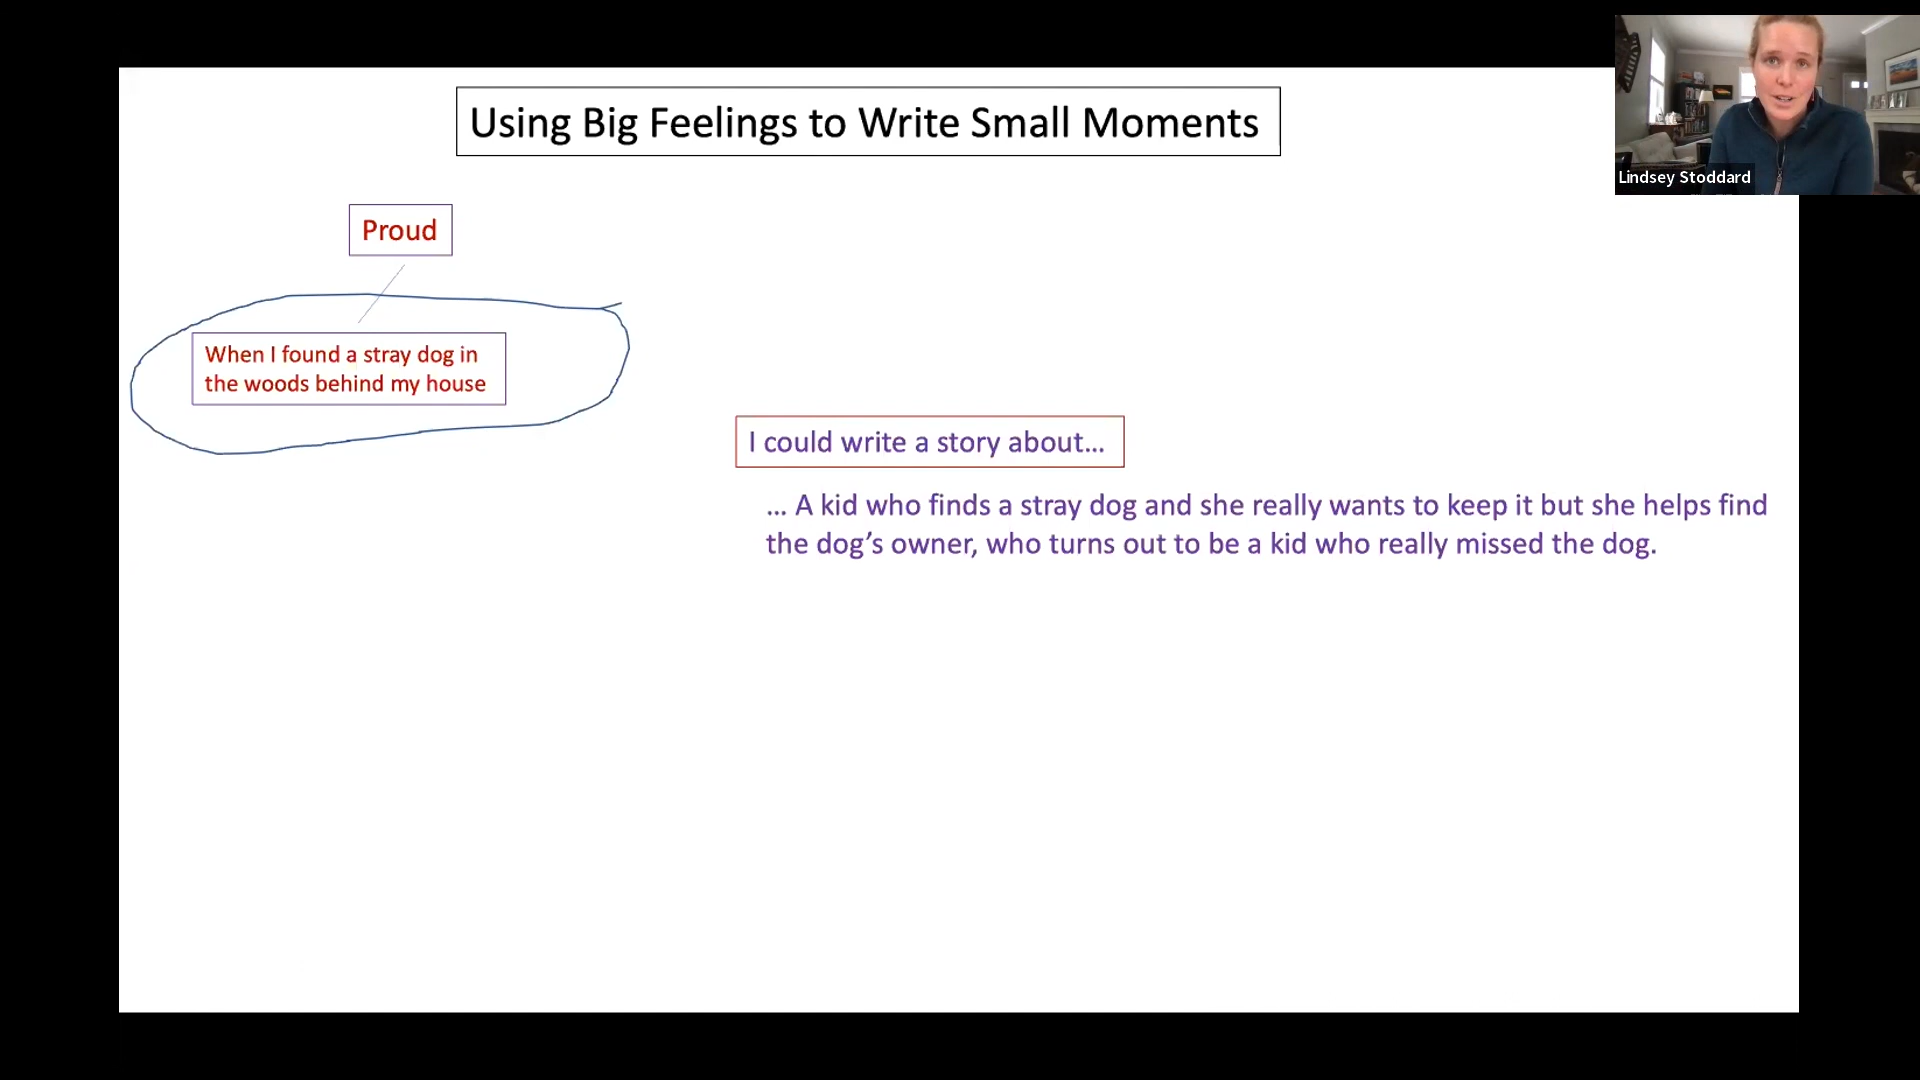 Using Big Feelings to Write Small Moments
Lindsey Stoddard
Proud
When I found a stray dog in
the woods behind my house
I could write a story about...
... A kid who finds a stray dog and she really wants to keep it but she helps find
the dog’s owner, who turns out to be a kid who really missed the dog.